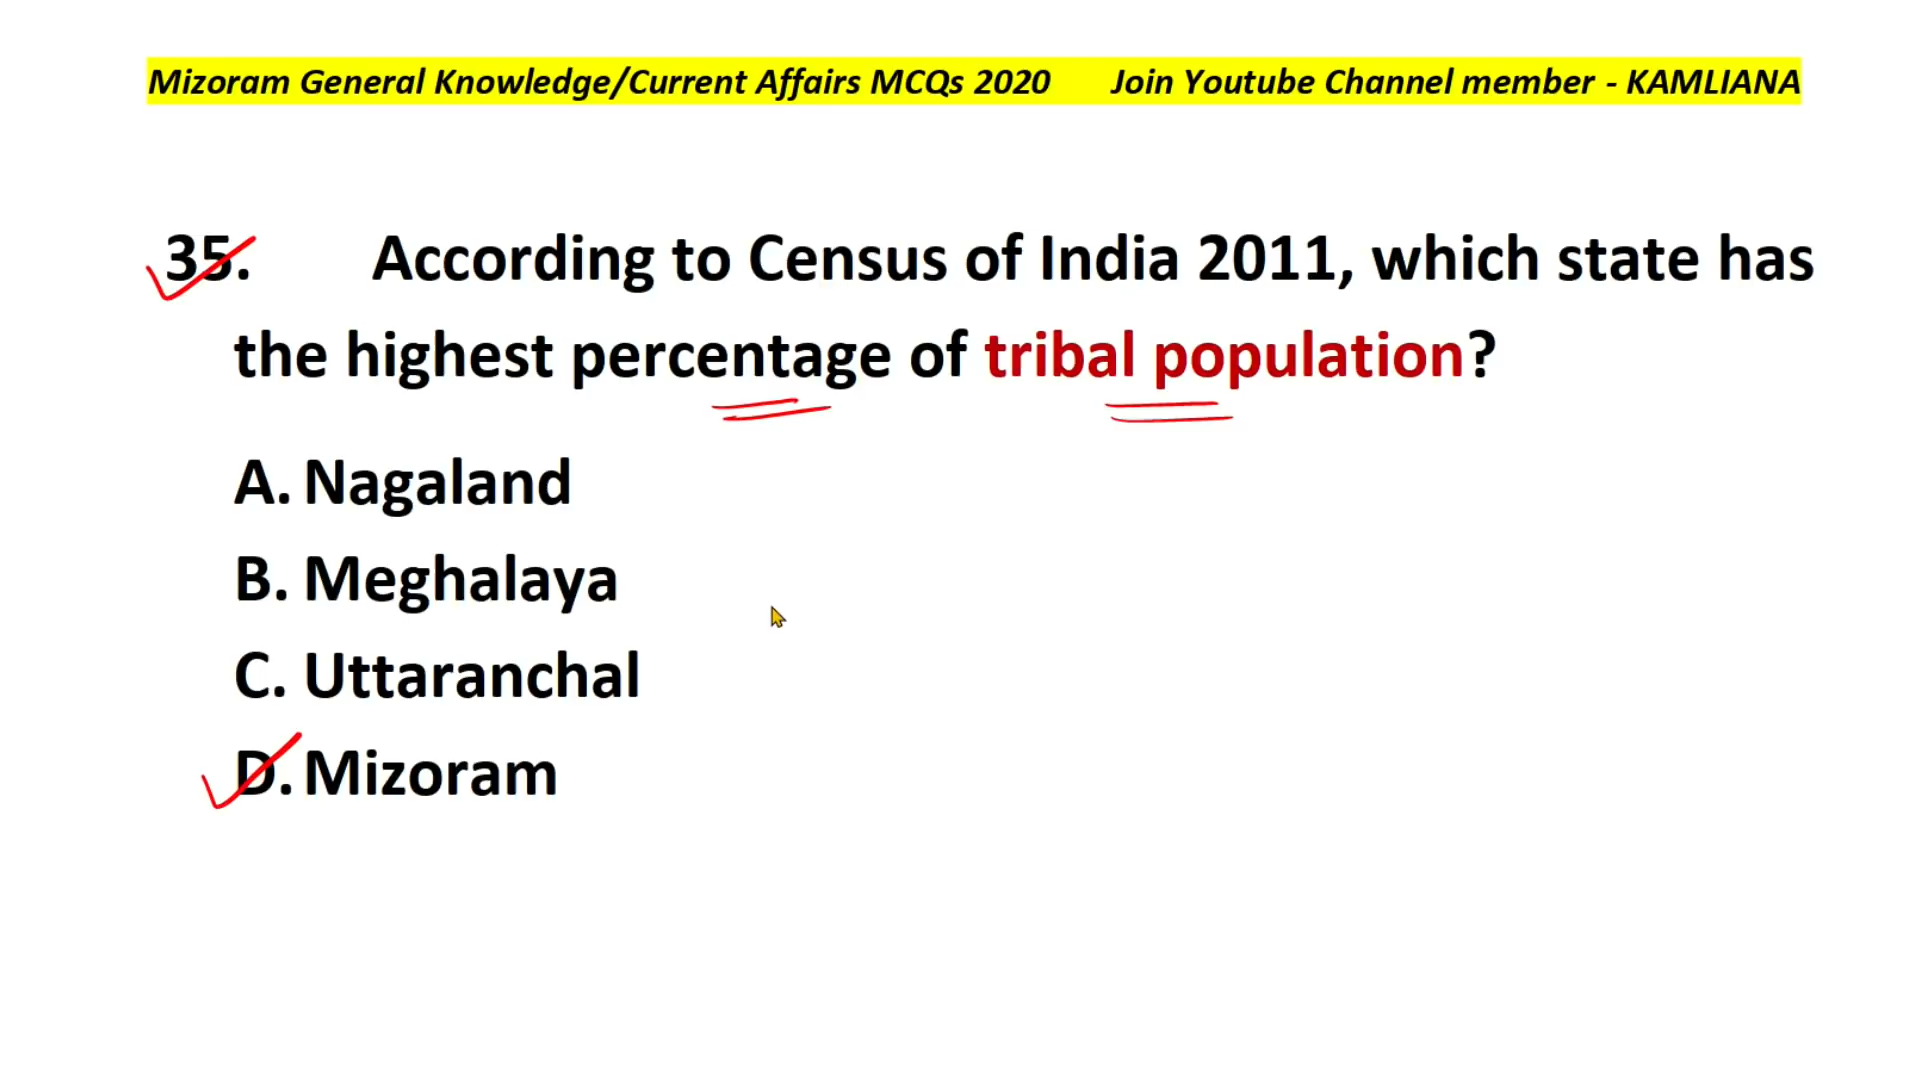 Mizoram General Knowledge/Current Affairs MCQs 2020 Join Youtube Channel member - KAMLIANA
35. According to Census of India 2011, which state has
the highest percentage of tribal population?
A. Nagaland
B. Meghalaya
C. Uttaranchal
D. Mizoram